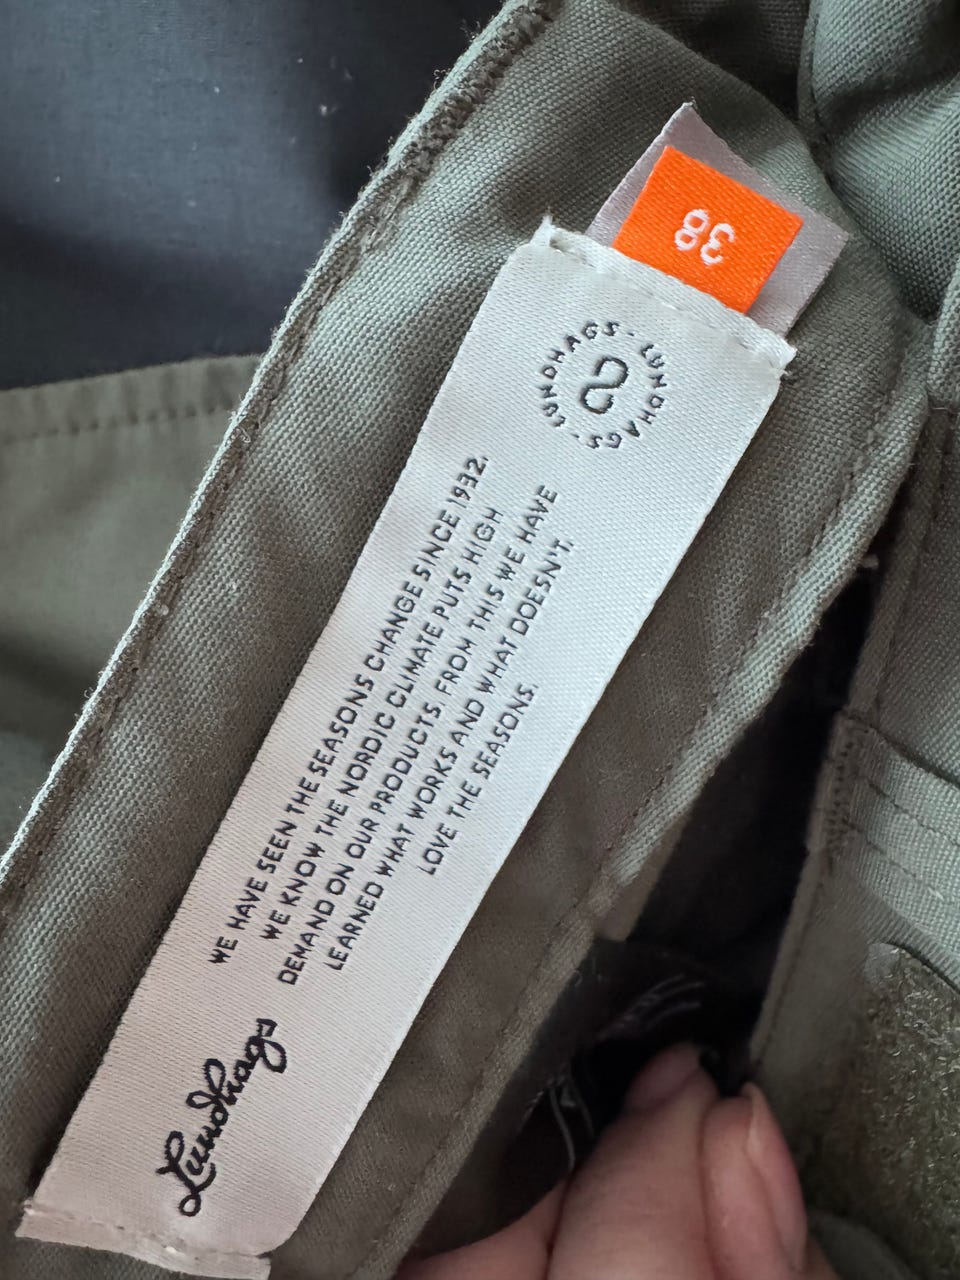 38
LUNDHAGS · LUNDHAGS ·
WE HAVE SEEN THE SEASONS CHANGE SINCE 1932.
WE KNOW THE NORDIC CLIMATE PUTS HIGH
DEMAND ON OUR PRODUCTS. FROM THIS WE HAVE
LEARNED WHAT WORKS AND WHAT DOESN'T.
LOVE THE SEASONS.
Lundhags